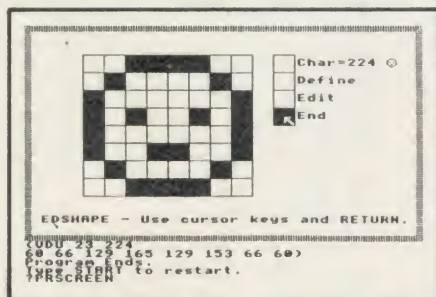 Char=224
Define
Edit
End
EDSHAPE - Use cursor keys and RETURN.
(VDU 23 224
60 66 129 165 129 153 66 60)
Program Ends.
Type START to restart.
?PRSCREEN